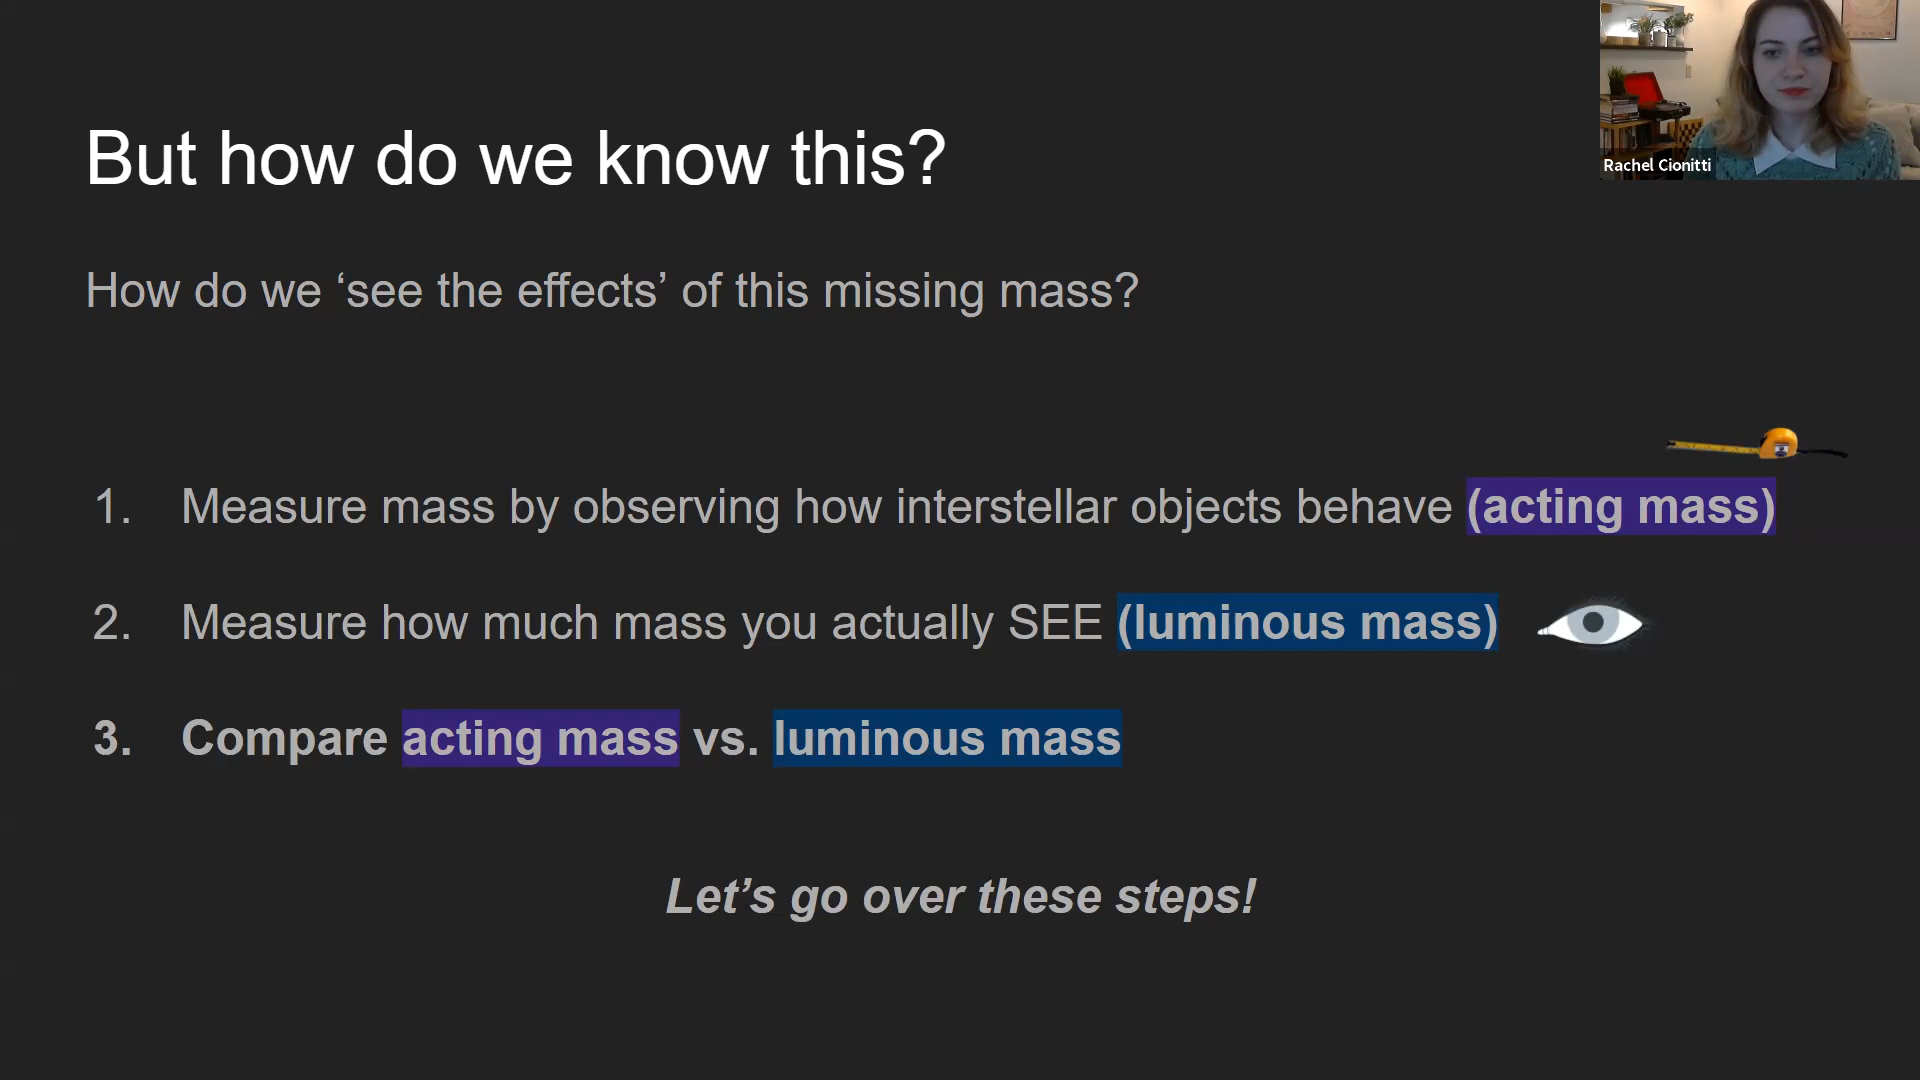 But how do we know this?
Rachel Cionitti
How do we ‘see the effects’ of this missing mass?
1. Measure mass by observing how interstellar objects behave (acting mass)
2. Measure how much mass you actually SEE (luminous mass)
3. Compare acting mass vs. luminous mass
Let’s go over these steps!